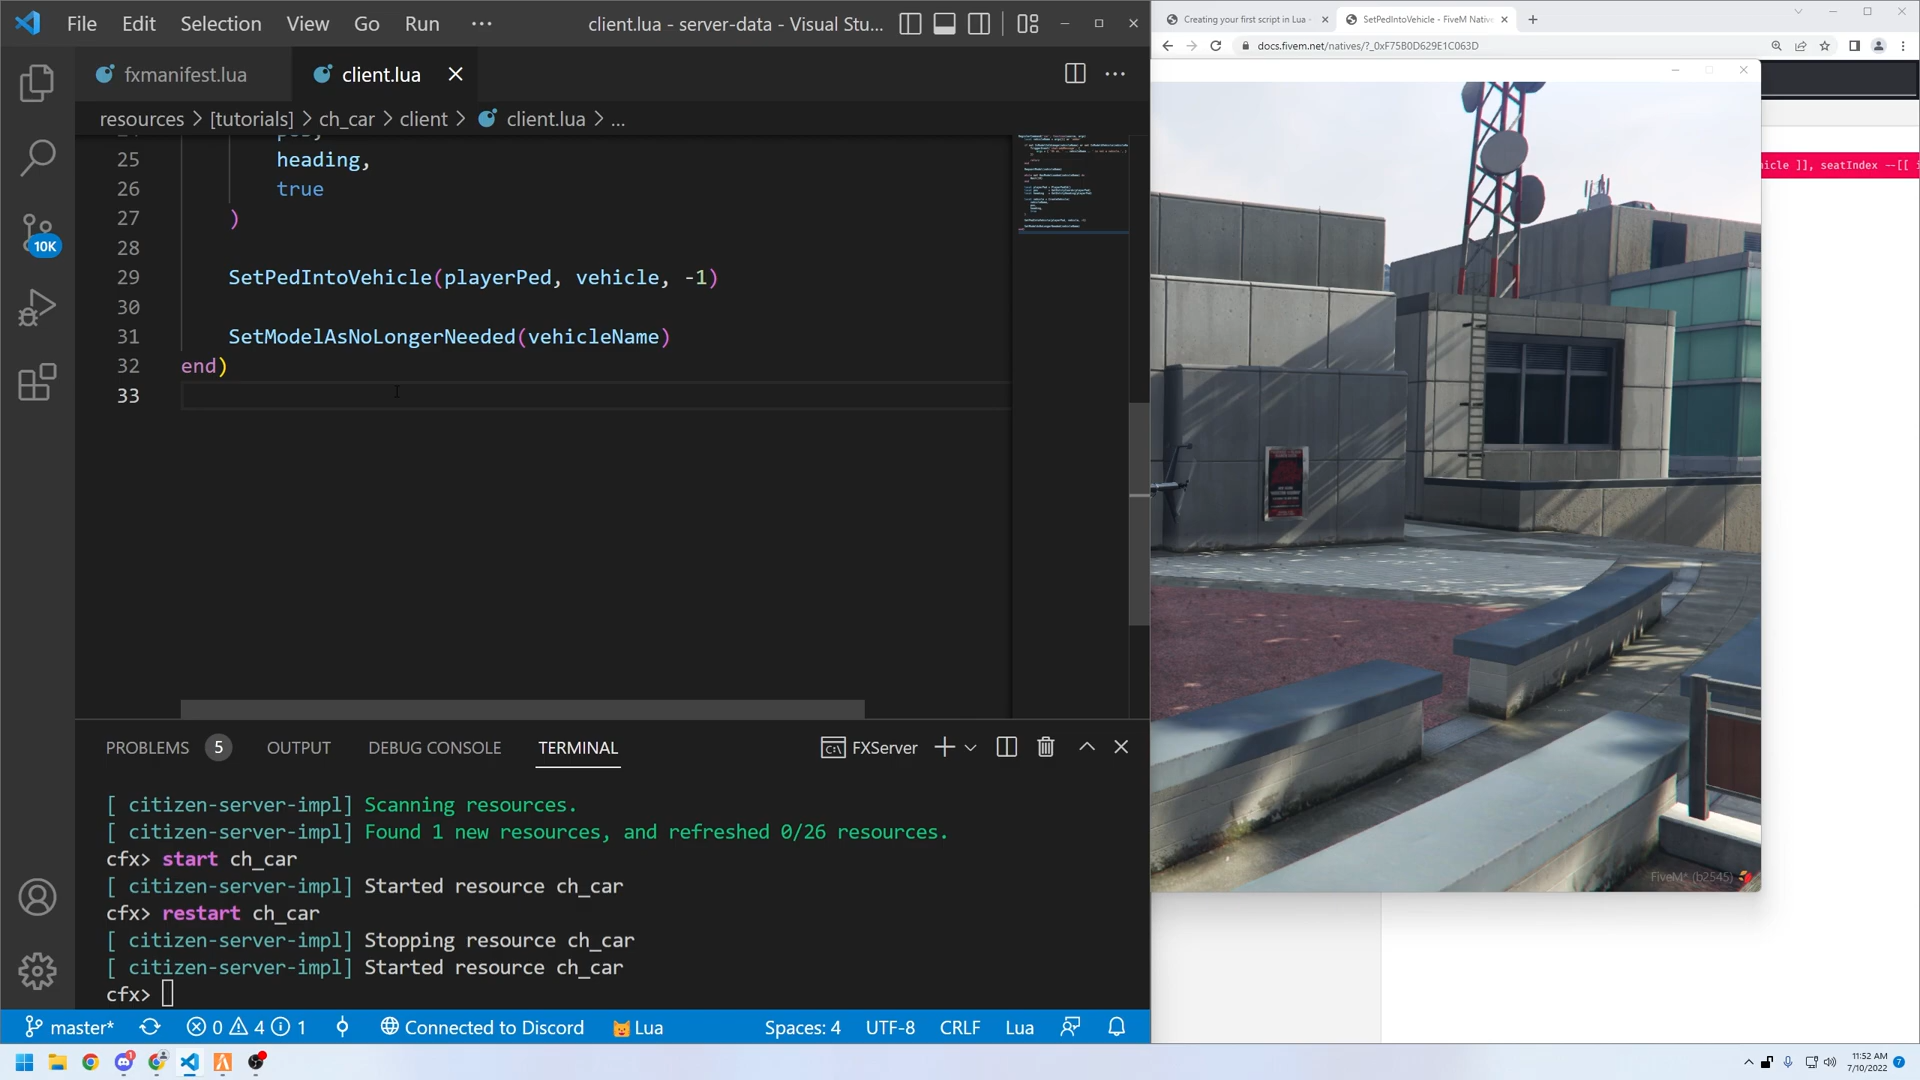 File Edit Selection View Go Run ··· client.lua - server-data - Visual Stu...
fxmanifest.lua client.lua
resources > [tutorials] > ch_car > client > client.lua > ...
25 heading,
26 true
27 )
28
29 SetPedIntoVehicle(playerPed, vehicle, -1)
30
31 SetModelAsNoLongerNeeded(vehicleName)
32 end)
33
10K
PROBLEMS 5 OUTPUT DEBUG CONSOLE TERMINAL FXServer
[ citizen-server-impl] Scanning resources.
[ citizen-server-impl] Found 1 new resources, and refreshed 0/26 resources.
cfx> start ch_car
[ citizen-server-impl] Started resource ch_car
cfx> restart ch_car
[ citizen-server-impl] Stopping resource ch_car
[ citizen-server-impl] Started resource ch_car
cfx>
master* 0 4 1 Connected to Discord Lua Spaces: 4 UTF-8 CRLF Lua
Creating your first script in Lua - SetPedIntoVehicle - FiveM Native
docs.fivem.net/natives/?_0xF75B0D629E1C063D
hicle ]], seatIndex --[[ i
FiveM* (b2545)
11:52 AM
7/10/2022
7